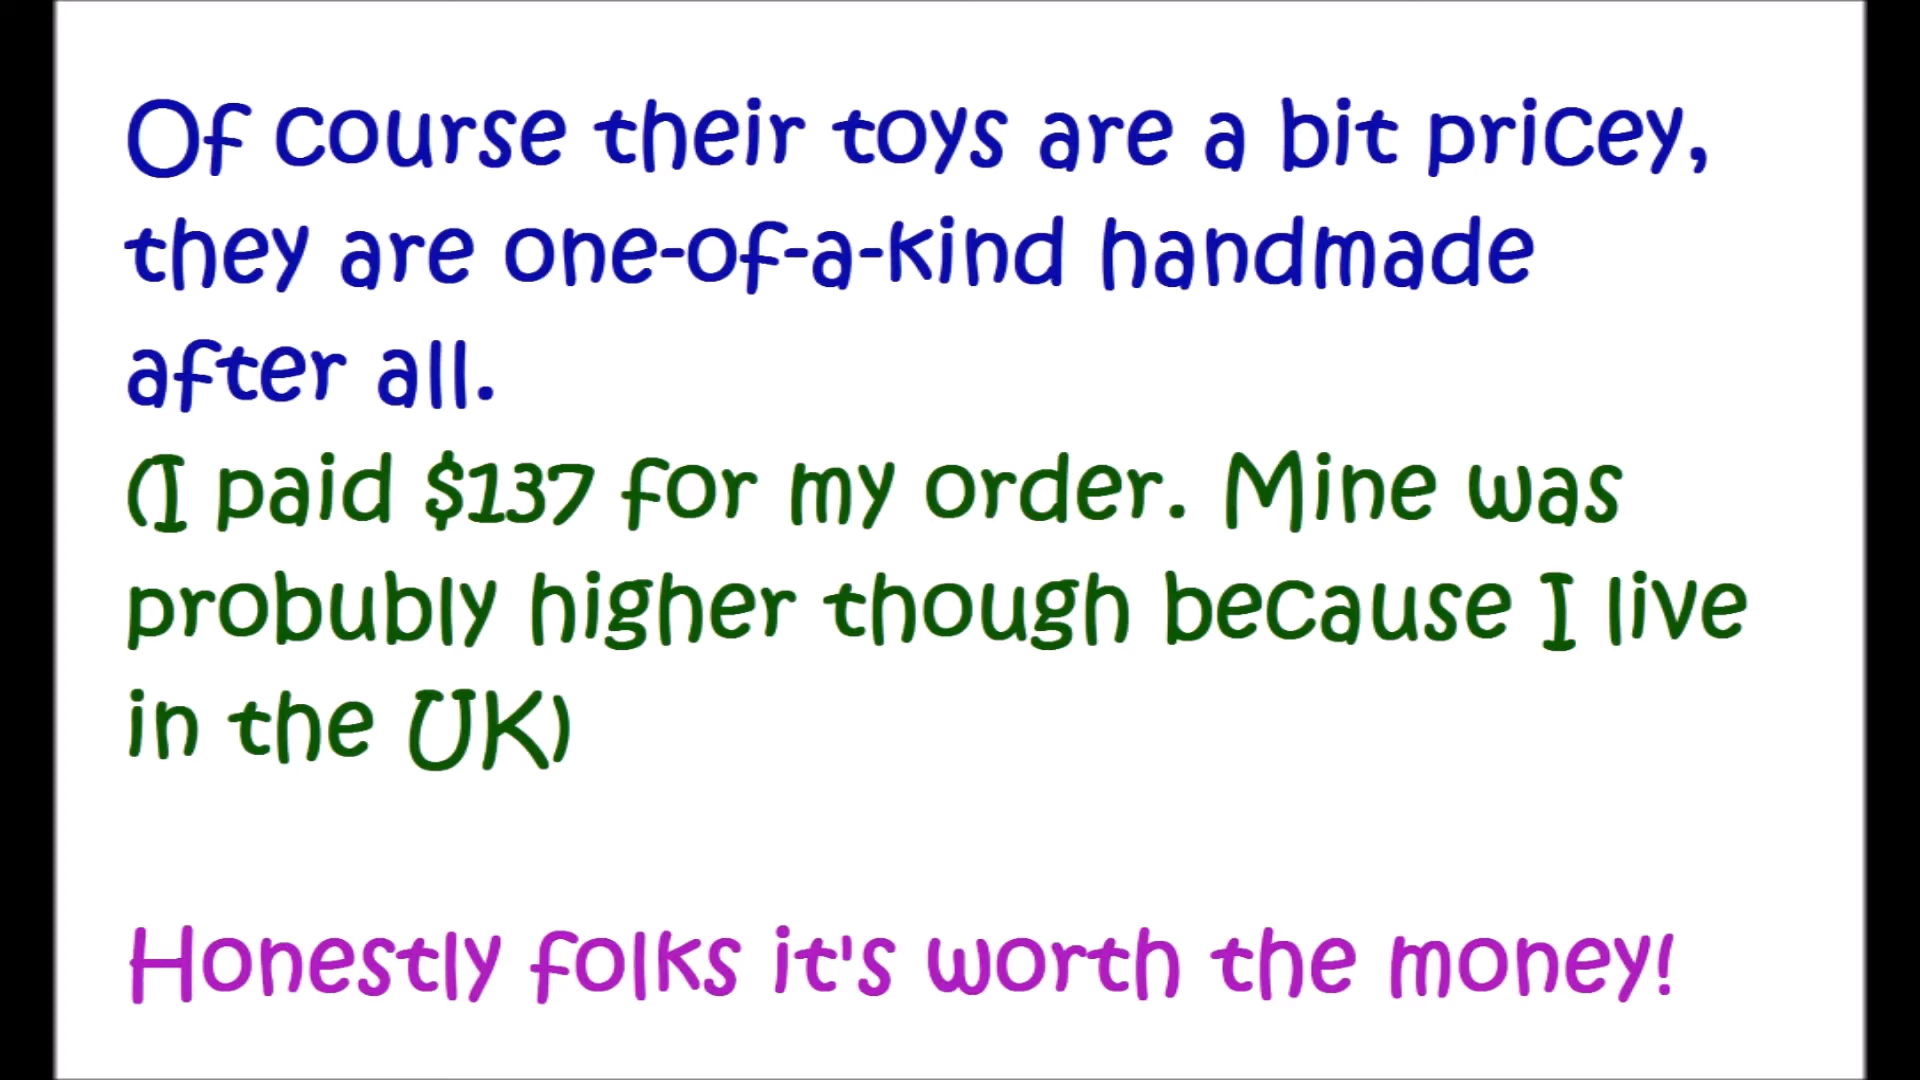 Of course their toys are a bit pricey,
they are one-of-a-kind handmade
after all.
(I paid $137 for my order. Mine was
probubly higher though because I live
in the UK)
Honestly folks it's worth the money!